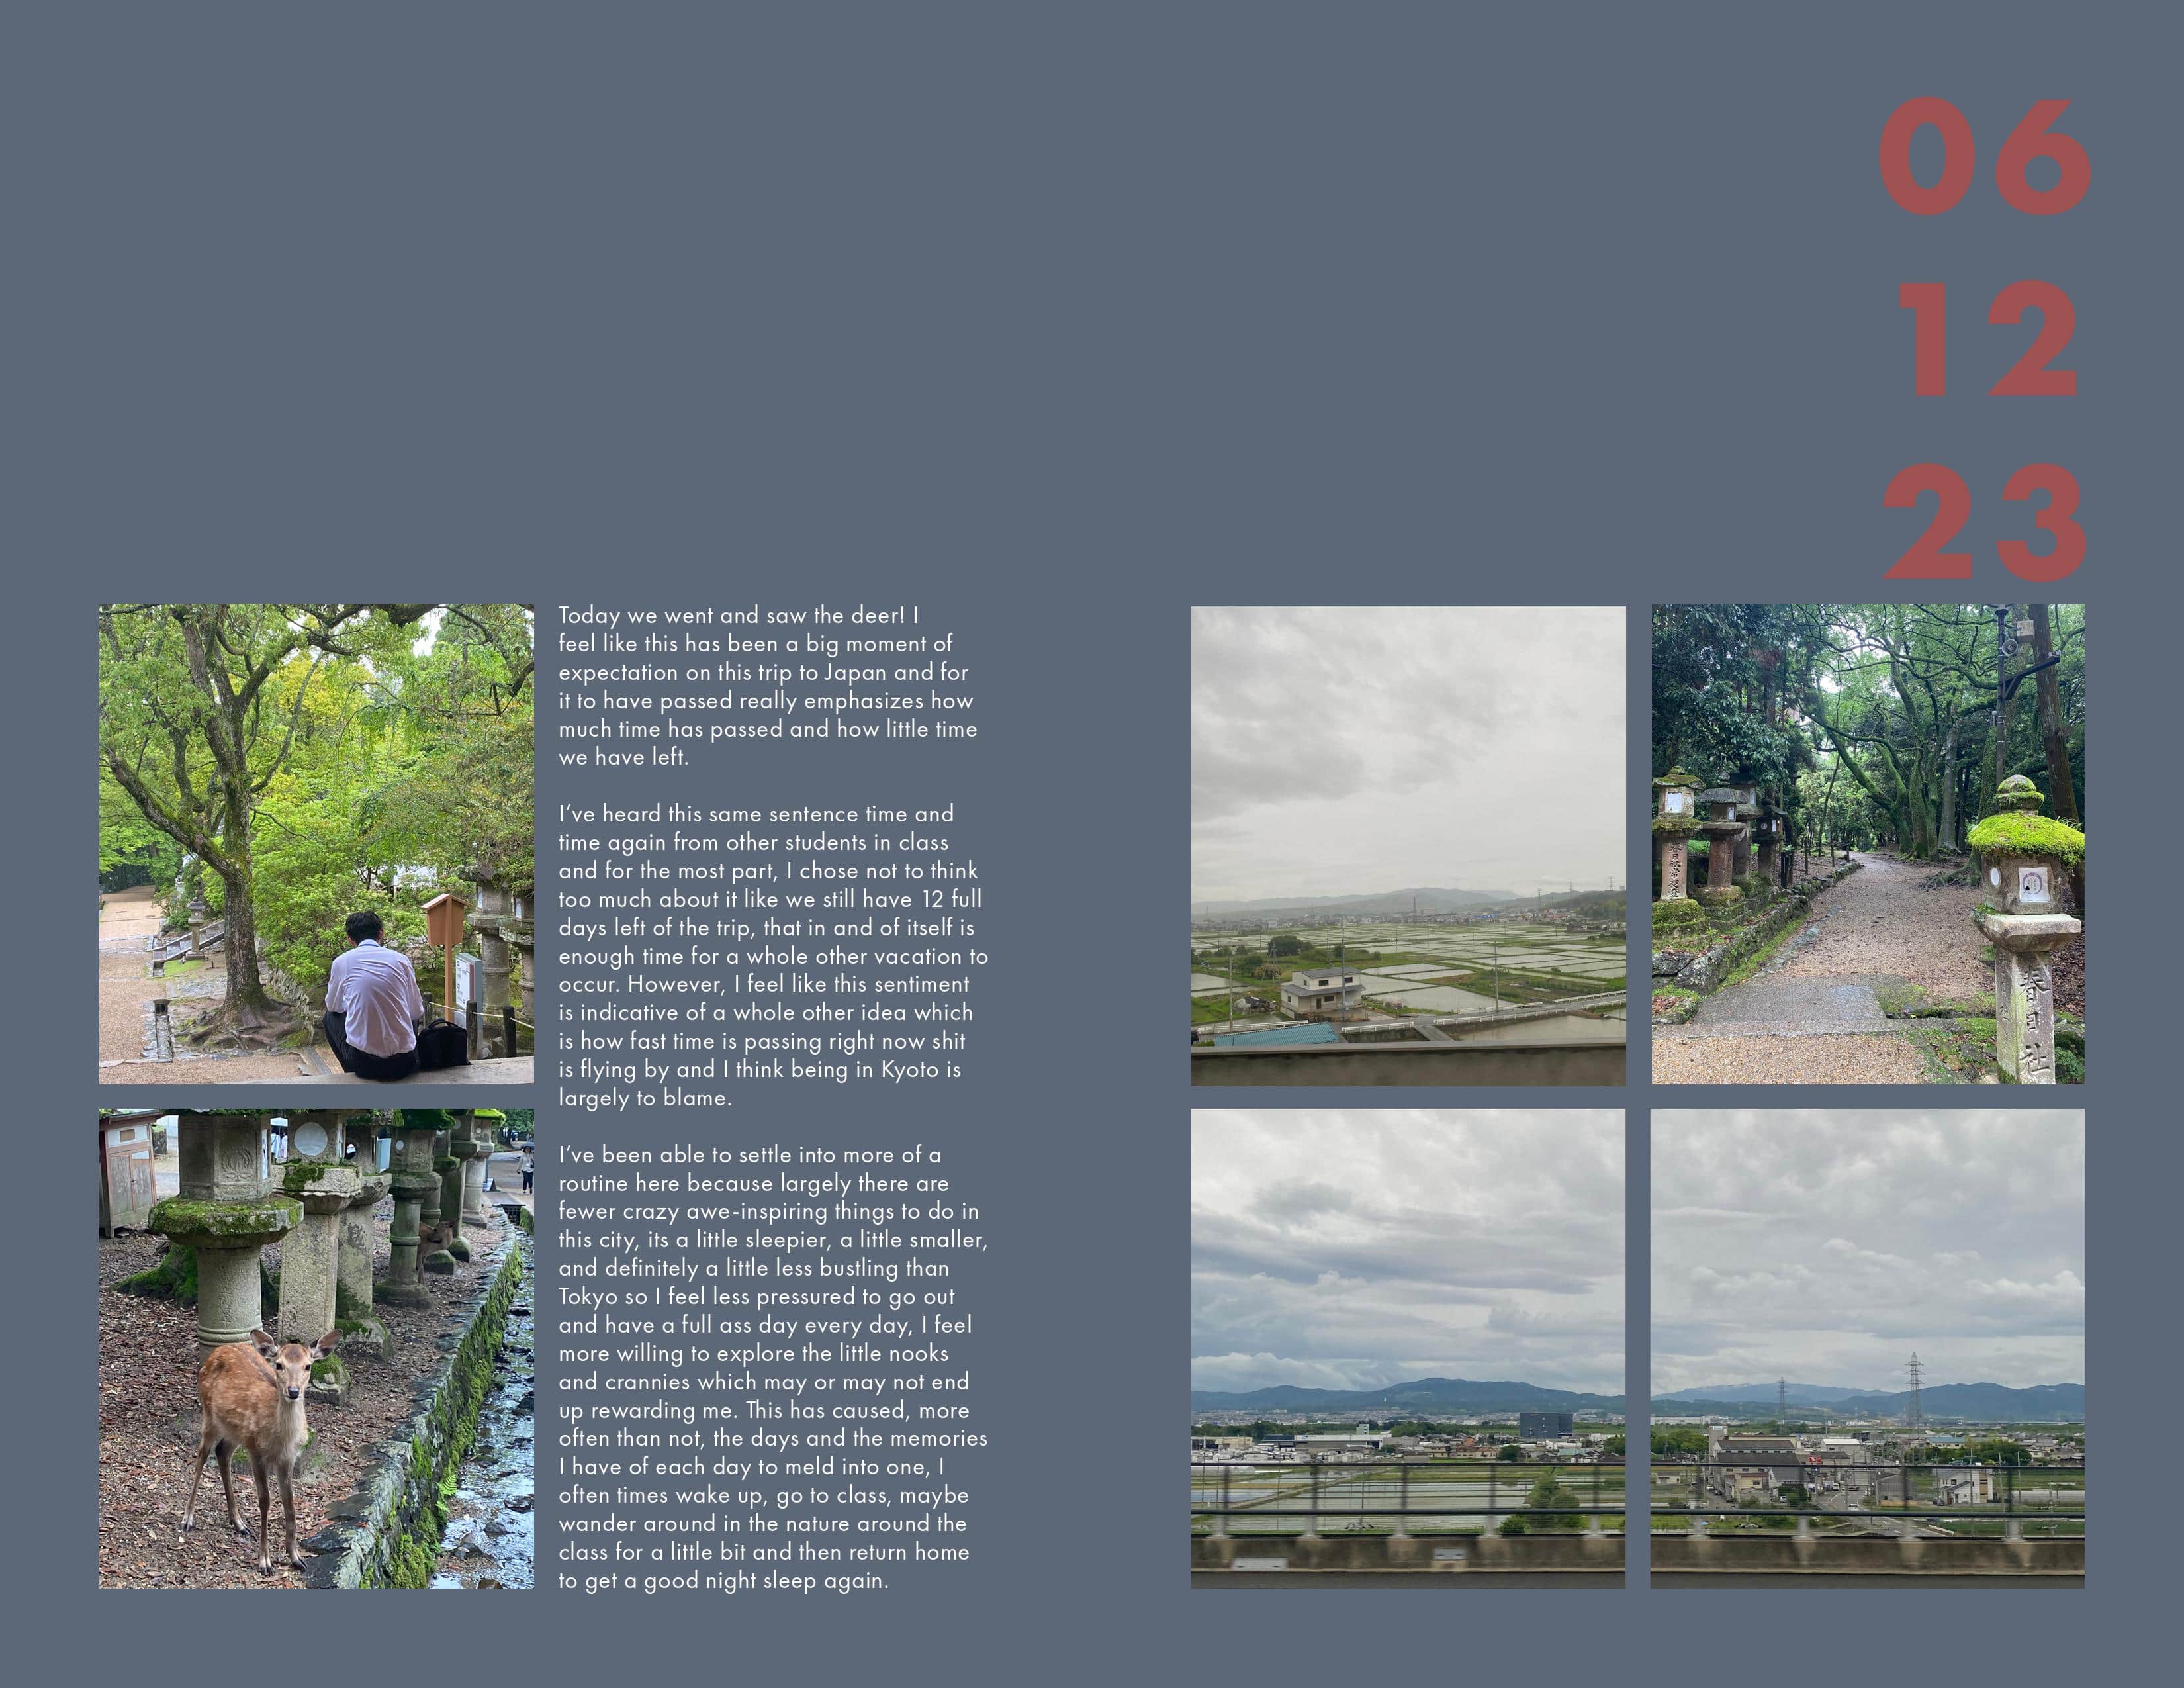 06
12
23
Today we went and saw the deer! I
feel like this has been a big moment of
expectation on this trip to Japan and for
it to have passed really emphasizes how
much time has passed and how little time
we have left.
I’ve heard this same sentence time and
time again from other students in class
and for the most part, I chose not to think
too much about it like we still have 12 full
days left of the trip, that in and of itself is
enough time for a whole other vacation to
occur. However, I feel like this sentiment
is indicative of a whole other idea which
is how fast time is passing right now shit
is flying by and I think being in Kyoto is
largely to blame.
I’ve been able to settle into more of a
routine here because largely there are
fewer crazy awe-inspiring things to do in
this city, its a little sleepier, a little smaller,
and definitely a little less bustling than
Tokyo so I feel less pressured to go out
and have a full ass day every day, I feel
more willing to explore the little nooks
and crannies which may or may not end
up rewarding me. This has caused, more
often than not, the days and the memories
I have of each day to meld into one, I
often times wake up, go to class, maybe
wander around in the nature around the
class for a little bit and then return home
to get a good night sleep again.
春日社